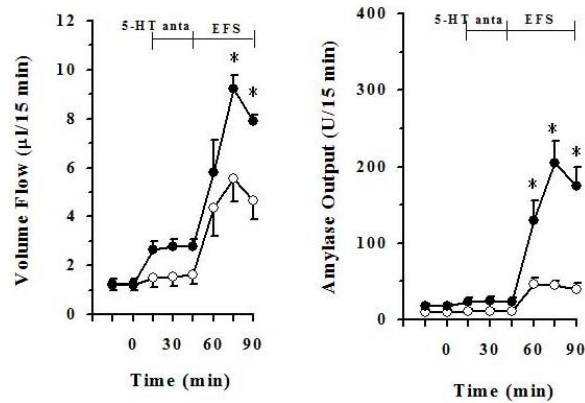 5-HT anta EFS
12
10
8
6
4
2
0
* *
Volume Flow (µl/15 min)
0 30 60 90
Time (min)
5-HT anta EFS
400
300
200
100
0
* * *
Amylase Output (U/15 min)
0 30 60 90
Time (min)